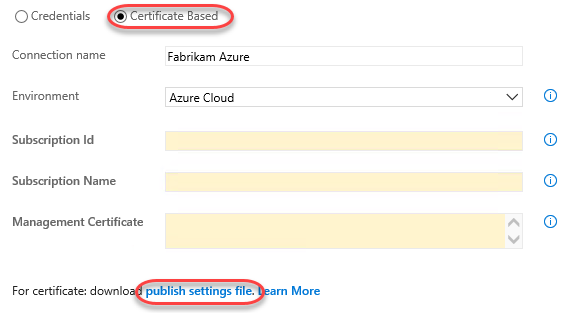 Credentials Certificate Based
Connection name Fabrikam Azure
Environment Azure Cloud
Subscription Id
Subscription Name
Management Certificate
For certificate: download publish settings file. Learn More